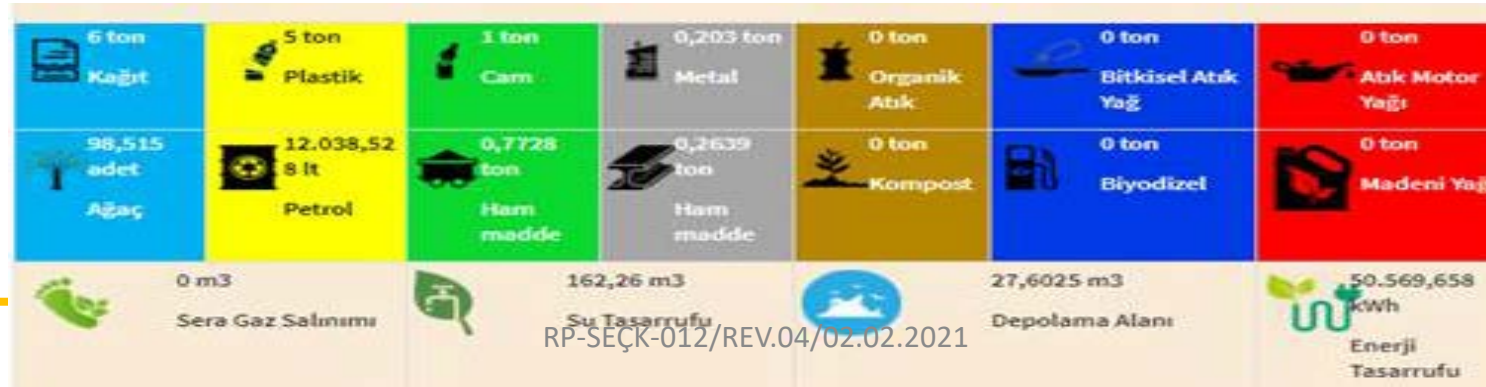 6 ton
Kağıt
5 ton
Plastik
1 ton
Cam
0,203 ton
Metal
0 ton
Organik
Atık
0 ton
Bitkisel Atık
Yağ
0 ton
Atık Motor
Yağı
98,515
adet
Ağaç
12.038,52
8 lt
Petrol
0,7728
ton
Ham
madde
0,2639
ton
Ham
madde
0 ton
Kompost
0 ton
Biyodizel
0 ton
Madeni Yağ
0 m3
Sera Gaz Salınımı
162,26 m3
Su Tasarrufu
27,6025 m3
Depolama Alanı
50.569,658
kWh
Enerji
Tasarrufu
RP-SEÇK-012/REV.04/02.02.2021